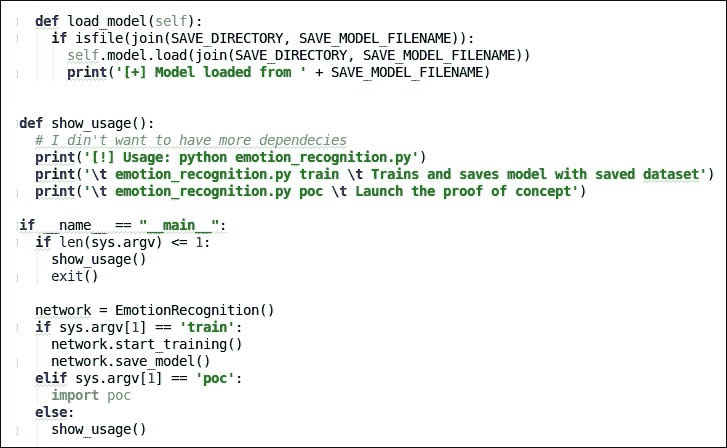 def load_model(self):
if isfile(join(SAVE_DIRECTORY, SAVE_MODEL_FILENAME)):
self.model.load(join(SAVE_DIRECTORY, SAVE_MODEL_FILENAME))
print('[+] Model loaded from ' + SAVE_MODEL_FILENAME)
def show_usage():
# I din't want to have more dependecies
print('[!] Usage: python emotion_recognition.py')
print('\t emotion_recognition.py train \t Trains and saves model with saved dataset')
print('\t emotion_recognition.py poc \t Launch the proof of concept')
if __name__ == "__main__":
if len(sys.argv) <= 1:
show_usage()
exit()
network = EmotionRecognition()
if sys.argv[1] == 'train':
network.start_training()
network.save_model()
elif sys.argv[1] == 'poc':
import poc
else:
show_usage()